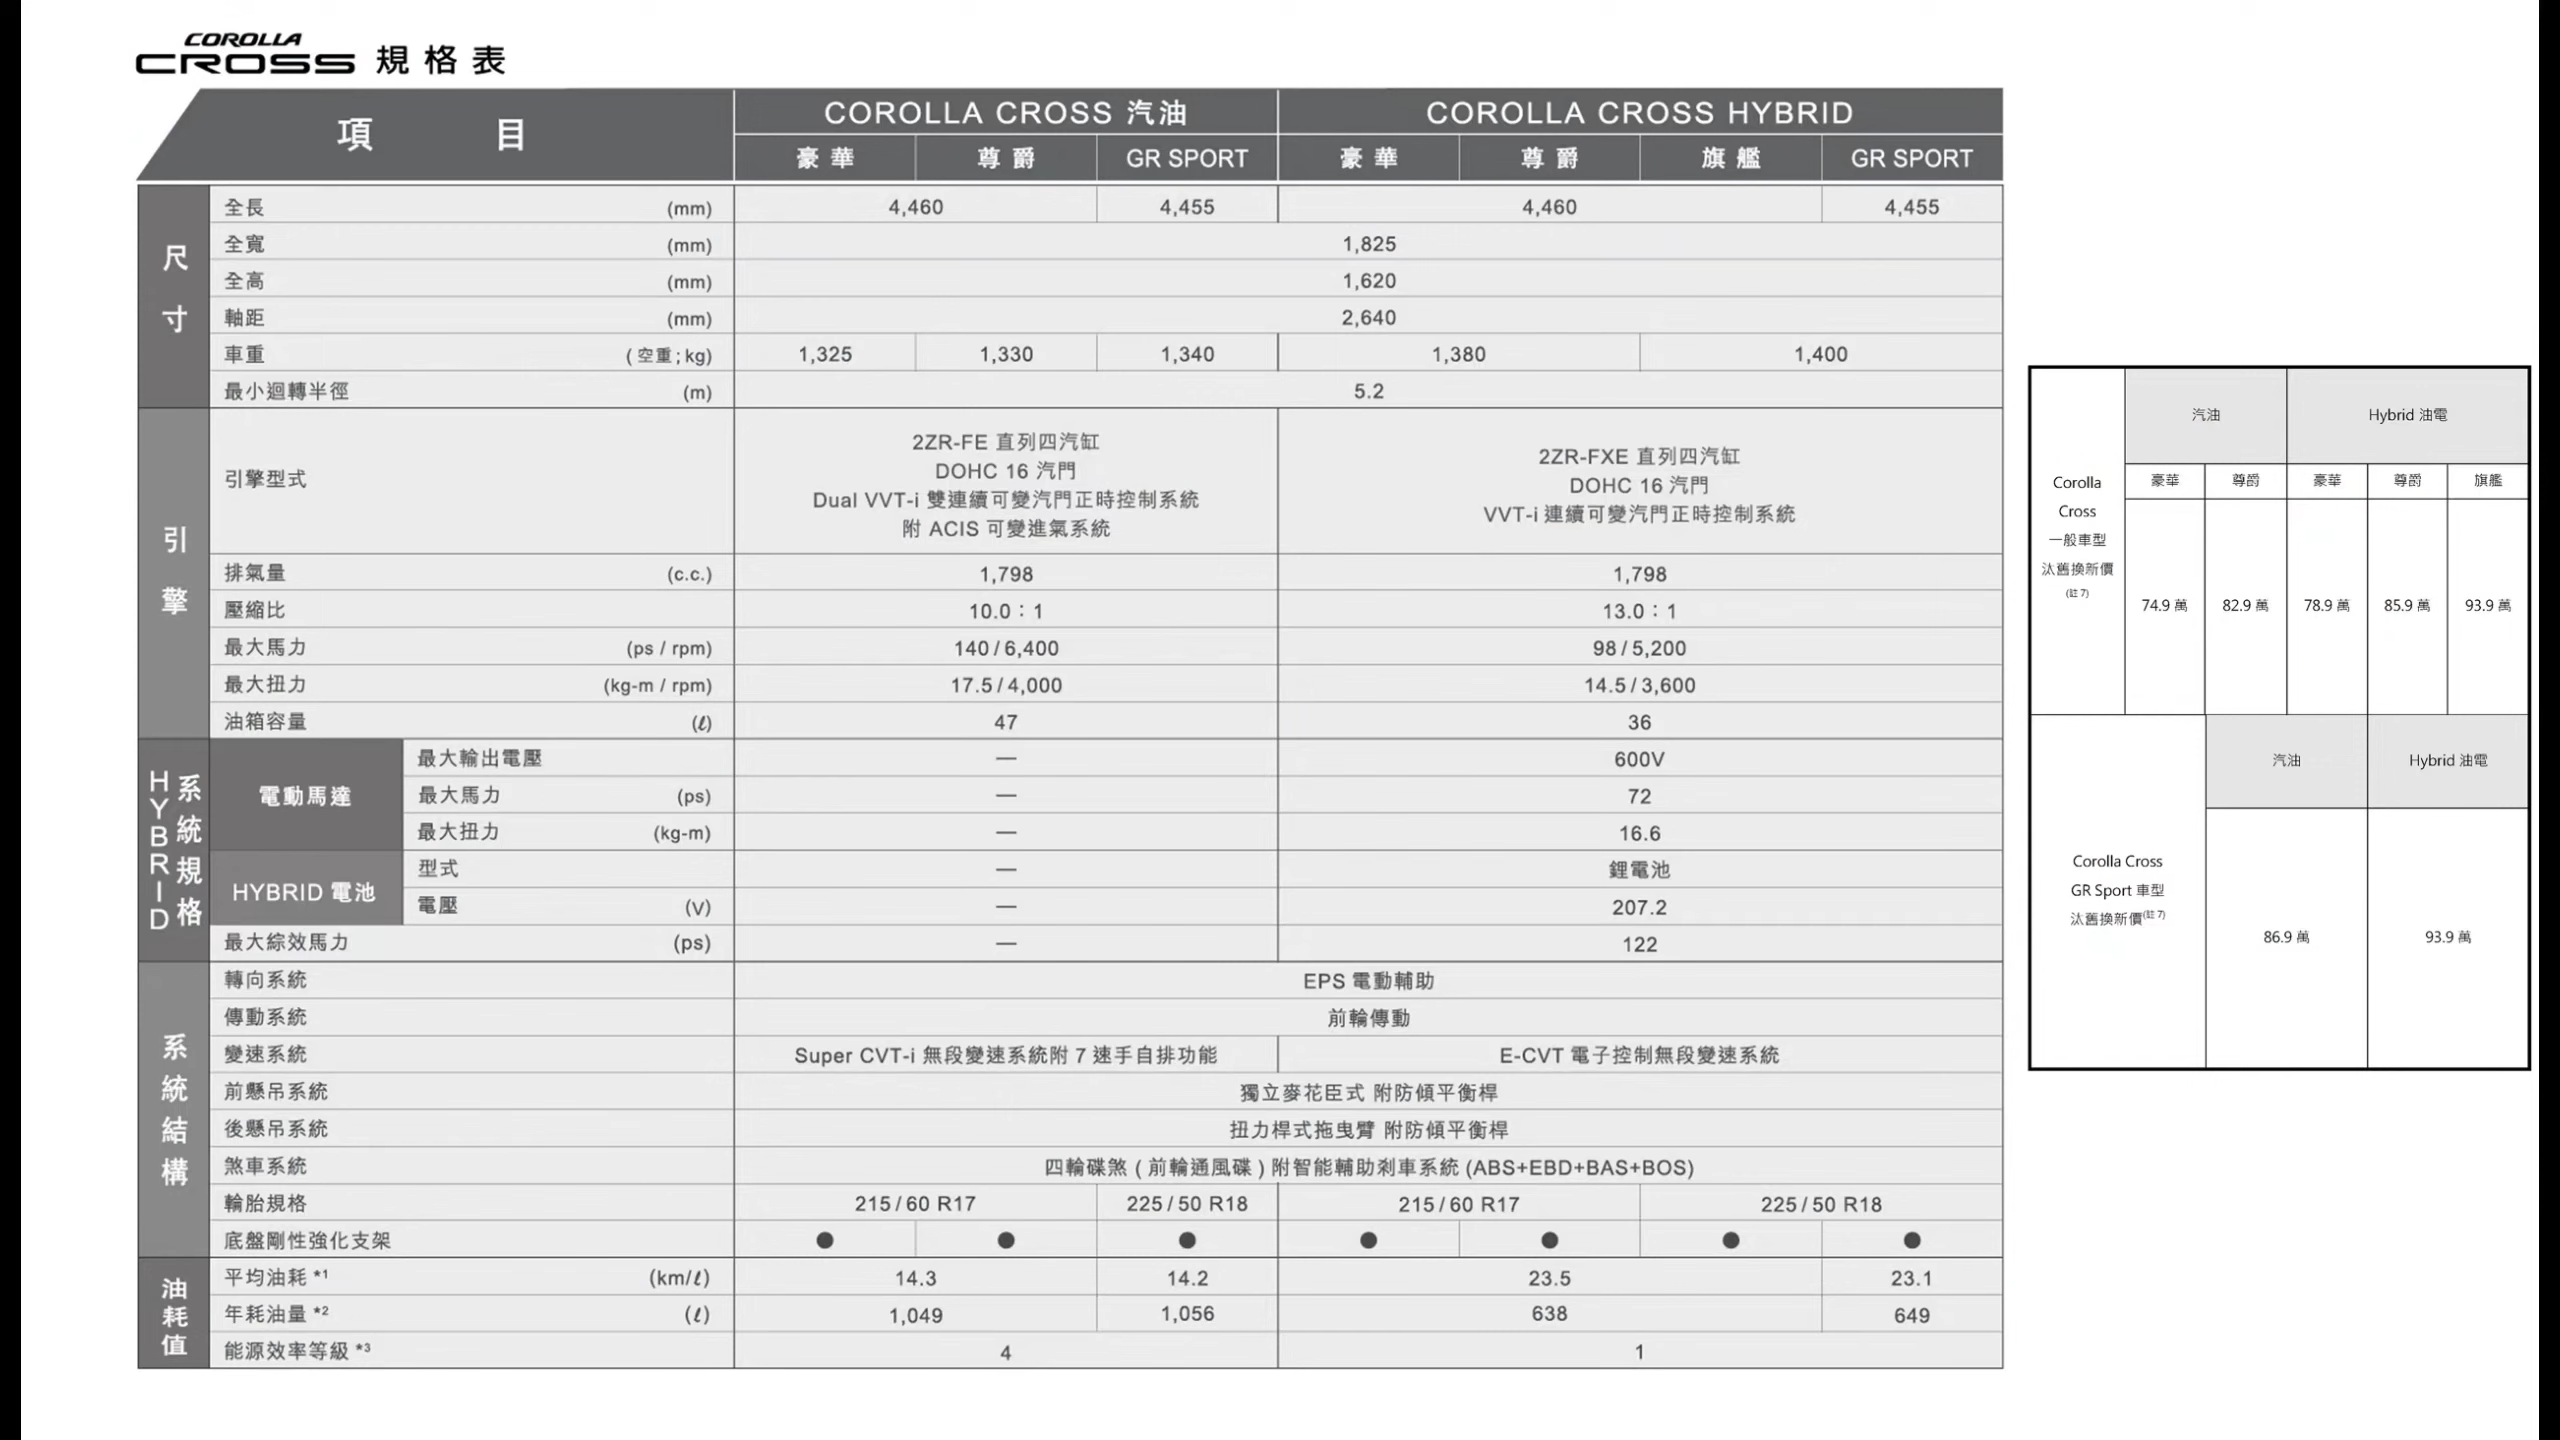 COROLLA
CROSS 規格表
項 目 COROLLA CROSS 汽油 COROLLA CROSS HYBRID
豪華 尊爵 GR SPORT 豪華 尊爵 旗艦 GR SPORT
尺寸
全長 (mm) 4,460 4,455 4,460 4,455
全寬 (mm) 1,825
全高 (mm) 1,620
軸距 (mm) 2,640
車重 (空重;kg) 1,325 1,330 1,340 1,380 1,400
最小迴轉半徑 (m) 5.2
引擎
引擎型式
2ZR-FE 直列四汽缸
DOHC 16 汽門
Dual VVT-i 雙連續可變汽門正時控制系統
附 ACIS 可變進氣系統
2ZR-FXE 直列四汽缸
DOHC 16 汽門
VVT-i 連續可變汽門正時控制系統
排氣量 (c.c.) 1,798 1,798
壓縮比 10.0：1 13.0：1
最大馬力 (ps / rpm) 140/6,400 98/5,200
最大扭力 (kg-m / rpm) 17.5/4,000 14.5/3,600
油箱容量 (ℓ) 47 36
HYBRID 系統規格
電動馬達
最大輸出電壓 — 600V
最大馬力 (ps) — 72
最大扭力 (kg-m) — 16.6
HYBRID 電池
型式 — 鋰電池
電壓 (V) — 207.2
最大綜效馬力 (ps) — 122
系統結構
轉向系統 EPS 電動輔助
傳動系統 前輪傳動
變速系統 Super CVT-i 無段變速系統附 7 速手自排功能 E-CVT 電子控制無段變速系統
前懸吊系統 獨立麥花臣式 附防傾平衡桿
後懸吊系統 扭力桿式拖曳臂 附防傾平衡桿
煞車系統 四輪碟煞 ( 前輪通風碟 ) 附智能輔助剎車系統 (ABS+EBD+BAS+BOS)
輪胎規格 215/60 R17 225/50 R18 215/60 R17 225/50 R18
底盤剛性強化支架 ● ● ● ● ● ● ●
油耗值
平均油耗 *1 (km/ℓ) 14.3 14.2 23.5 23.1
年耗油量 *2 (ℓ) 1,049 1,056 638 649
能源效率等級 *3 4 1
汽油 Hybrid 油電
豪華 尊爵 豪華 尊爵 旗艦
Corolla
Cross
一般車型
汰舊換新價
(註 7)
74.9 萬 82.9 萬 78.9 萬 85.9 萬 93.9 萬
汽油 Hybrid 油電
Corolla Cross
GR Sport 車型
汰舊換新價(註 7)
86.9 萬 93.9 萬